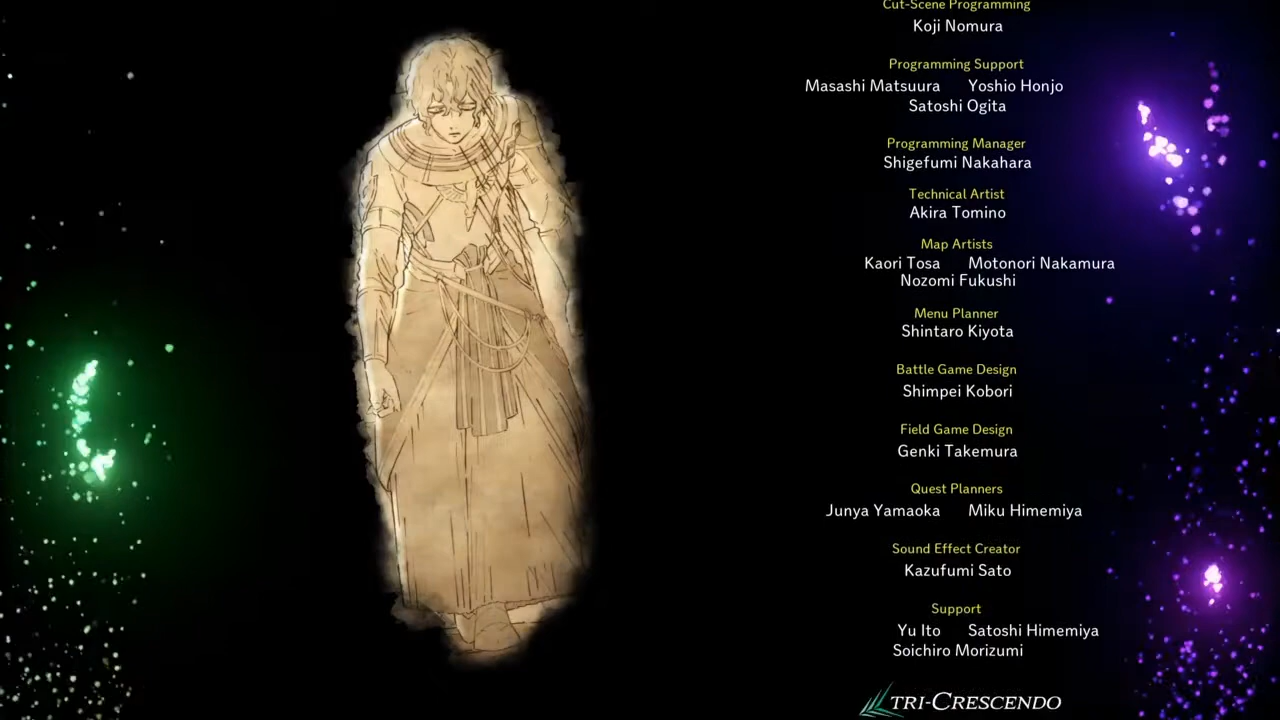 Cut-Scene Programming
Koji Nomura
Programming Support
Masashi Matsuura Yoshio Honjo
Satoshi Ogita
Programming Manager
Shigefumi Nakahara
Technical Artist
Akira Tomino
Map Artists
Kaori Tosa Motonori Nakamura
Nozomi Fukushi
Menu Planner
Shintaro Kiyota
Battle Game Design
Shimpei Kobori
Field Game Design
Genki Takemura
Quest Planners
Junya Yamaoka Miku Himemiya
Sound Effect Creator
Kazufumi Sato
Support
Yu Ito Satoshi Himemiya
Soichiro Morizumi
TRI-CRESCENDO